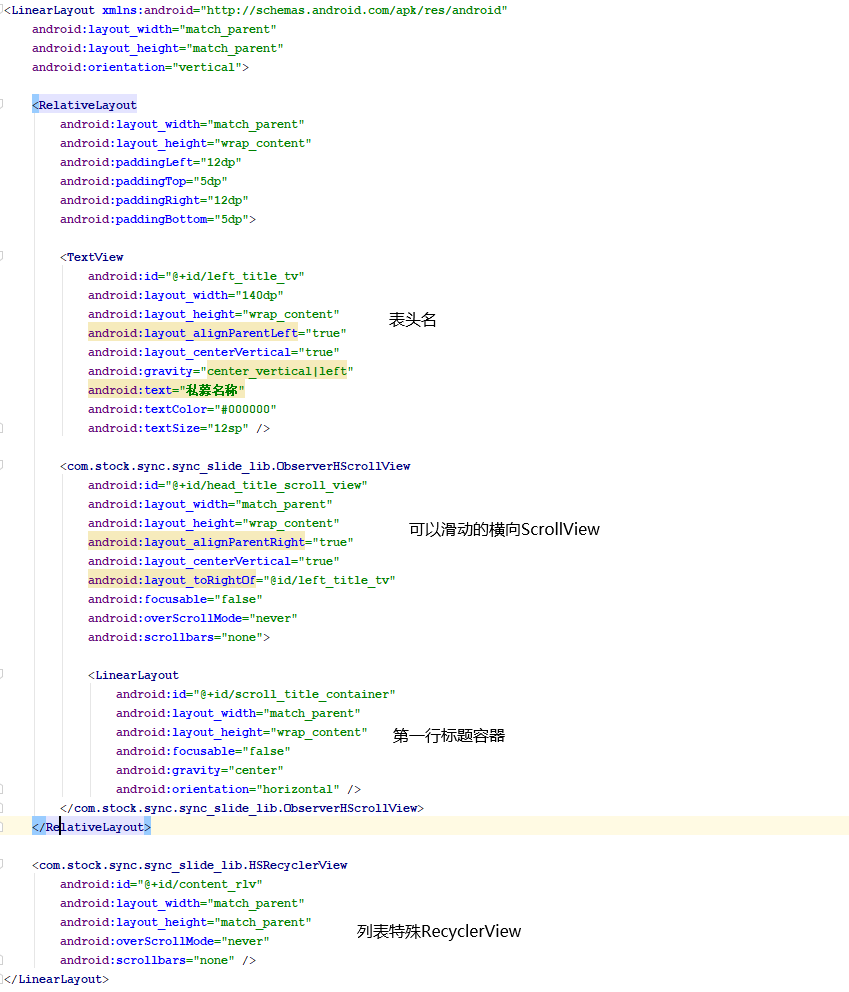 <LinearLayout xmlns:android="http://schemas.android.com/apk/res/android"
android:layout_width="match_parent"
android:layout_height="match_parent"
android:orientation="vertical">
<RelativeLayout
android:layout_width="match_parent"
android:layout_height="wrap_content"
android:paddingLeft="12dp"
android:paddingTop="5dp"
android:paddingRight="12dp"
android:paddingBottom="5dp">
<TextView
android:id="@+id/left_title_tv"
android:layout_width="140dp"
android:layout_height="wrap_content"
表头名
android:layout_alignParentLeft="true"
android:layout_centerVertical="true"
android:gravity="center_vertical|left"
android:text="私募名称"
android:textColor="#000000"
android:textSize="12sp" />
<com.stock.sync.sync_slide_lib.ObserverHScrollView
android:id="@+id/head_title_scroll_view"
android:layout_width="match_parent"
android:layout_height="wrap_content"
可以滑动的横向ScrollView
android:layout_alignParentRight="true"
android:layout_centerVertical="true"
android:layout_toRightOf="@id/left_title_tv"
android:focusable="false"
android:overScrollMode="never"
android:scrollbars="none">
<LinearLayout
android:id="@+id/scroll_title_container"
android:layout_width="match_parent"
android:layout_height="wrap_content"
第一行标题容器
android:focusable="false"
android:gravity="center"
android:orientation="horizontal" />
</com.stock.sync.sync_slide_lib.ObserverHScrollView>
</RelativeLayout>
<com.stock.sync.sync_slide_lib.HSRecyclerView
android:id="@+id/content_rlv"
android:layout_width="match_parent"
android:layout_height="match_parent"
列表特殊RecyclerView
android:overScrollMode="never"
android:scrollbars="none" />
</LinearLayout>